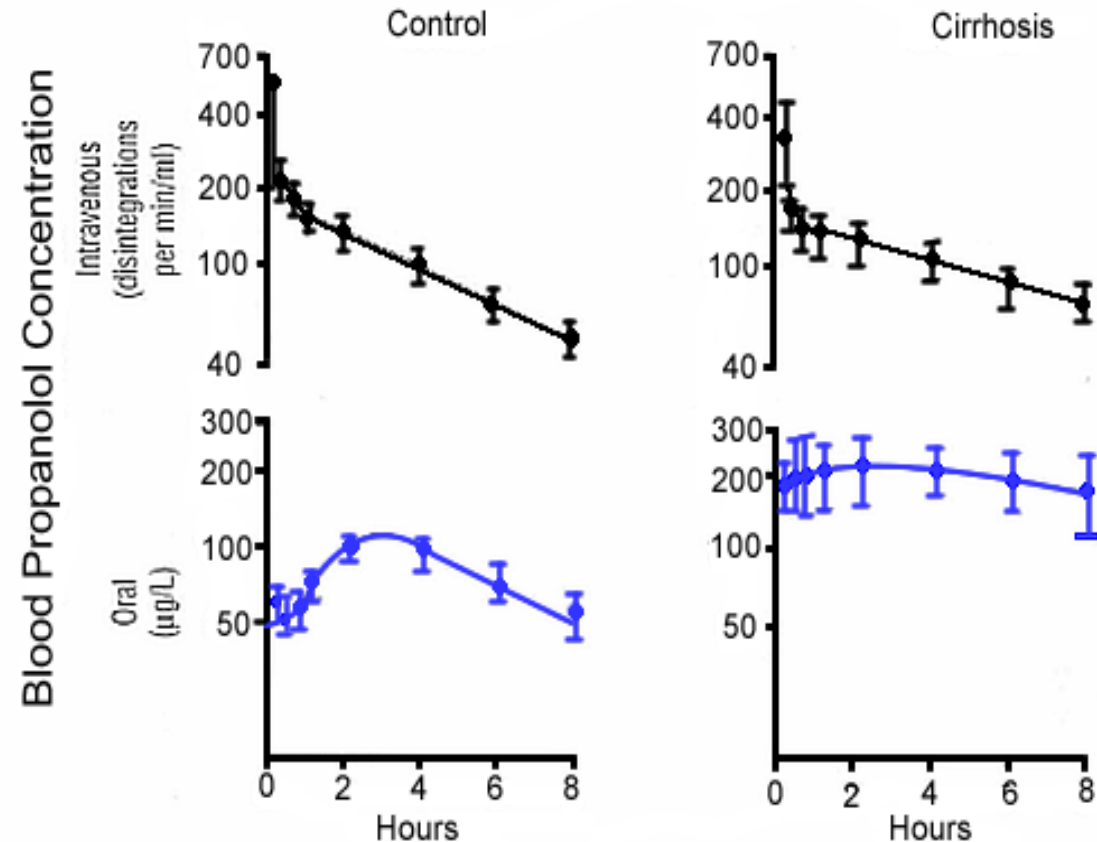 Control
Cirrhosis
Blood Propanolol Concentration
Intravenous
(disintegrations
per min/ml)
700
400
200
100
40
700
400
200
100
40
Oral
(µg/L)
300
200
100
50
300
200
100
50
0 2 4 6 8
Hours
0 2 4 6 8
Hours